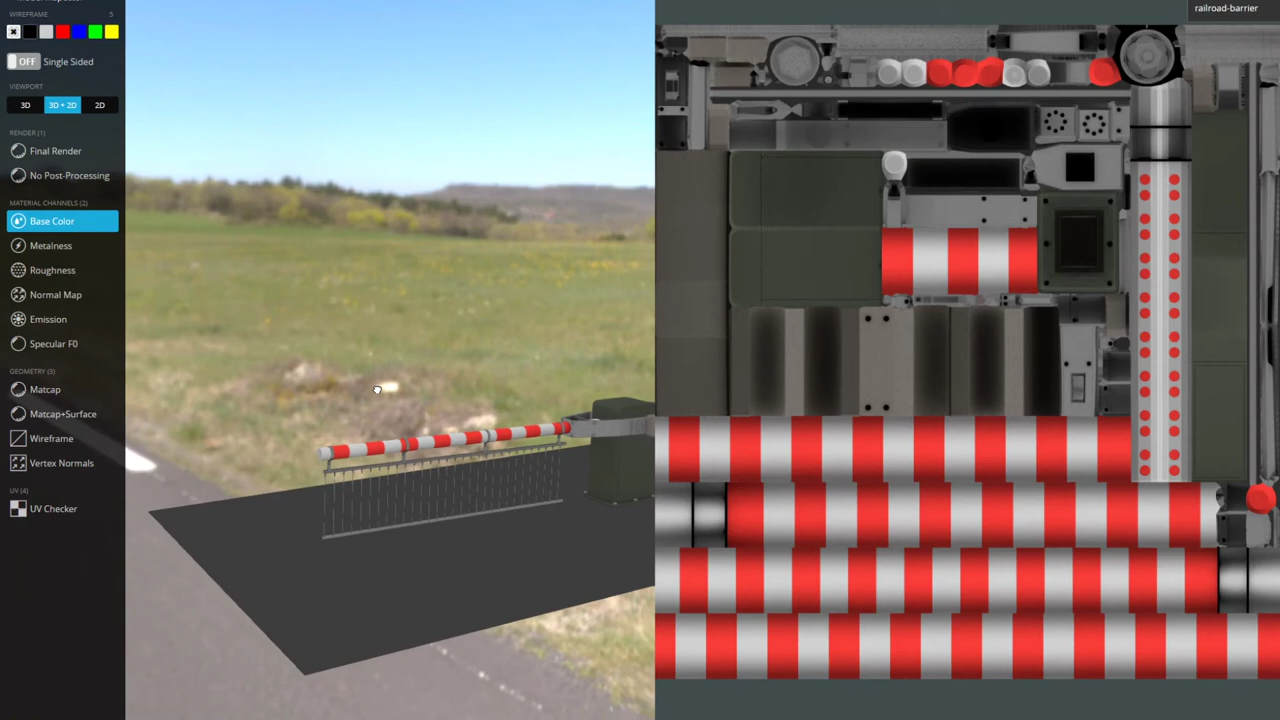 WIREFRAME 5
OFF Single Sided
VIEWPORT
3D 3D + 2D 2D
RENDER (1)
Final Render
No Post-Processing
MATERIAL CHANNELS (2)
Base Color
Metalness
Roughness
Normal Map
Emission
Specular F0
GEOMETRY (3)
Matcap
Matcap+Surface
Wireframe
Vertex Normals
UV (4)
UV Checker
railroad-barrier